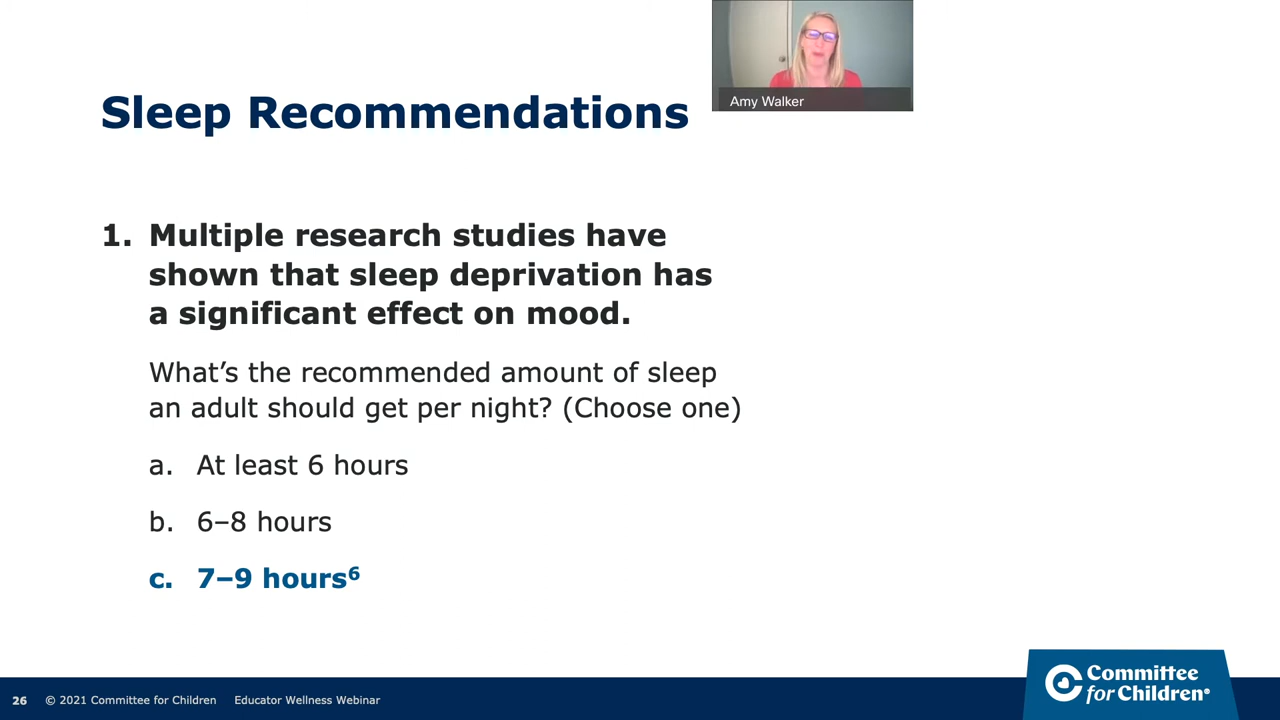 Amy Walker
Sleep Recommendations
1. Multiple research studies have
shown that sleep deprivation has
a significant effect on mood.
What’s the recommended amount of sleep
an adult should get per night? (Choose one)
a. At least 6 hours
b. 6–8 hours
c. 7–9 hours⁶
Committee
for Children®
26 © 2021 Committee for Children Educator Wellness Webinar